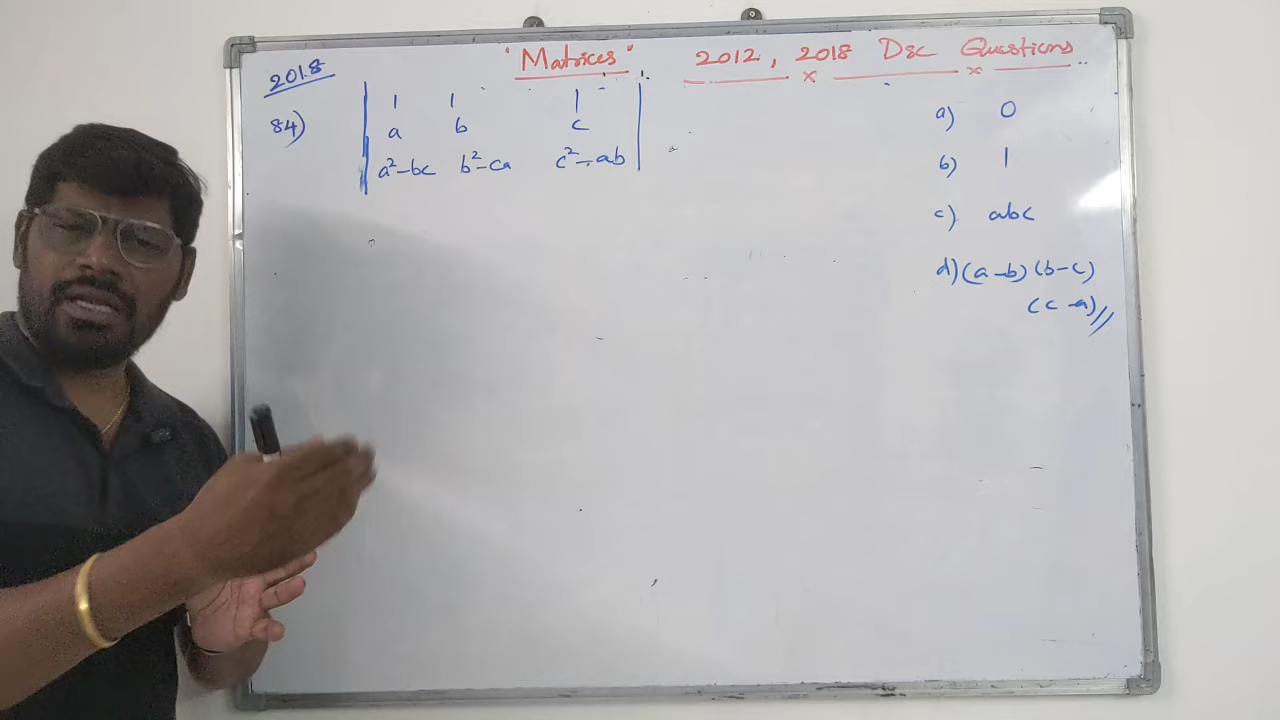 "Matrices" 2012, 2018 Dsc Questions
2018
84)
1 1 1
a b c
a²-bc b²-ca c²-ab
a) 0
b) 1
c) abc
d) (a-b) (b-c)
(c-a)//